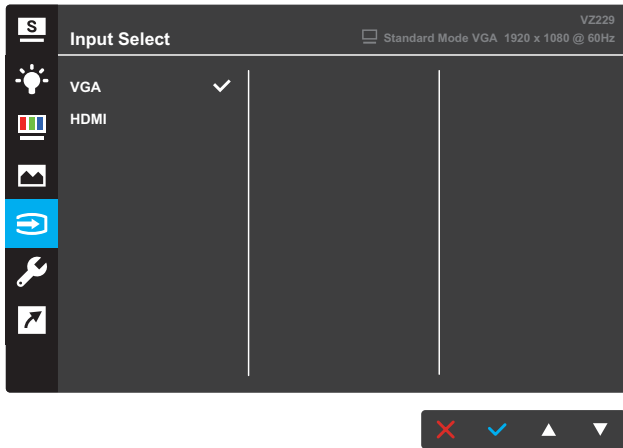 S
VZ229
Input Select
Standard Mode VGA 1920 x 1080 @ 60Hz
VGA
HDMI